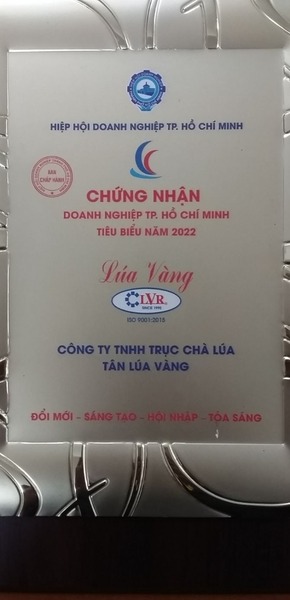 HIỆP HỘI DOANH NGHIỆP TP. HỒ CHÍ MINH
BAN
CHẤP HÀNH
CHỨNG NHẬN
DOANH NGHIỆP TP. HỒ CHÍ MINH
TIÊU BIỂU NĂM 2022
Lúa Vàng
LVR
SINCE 1990
ISO 9001:2015
CÔNG TY TNHH TRỤC CHÀ LÚA
TÂN LÚA VÀNG
ĐỔI MỚI – SÁNG TẠO – HỘI NHẬP – TỎA SÁNG